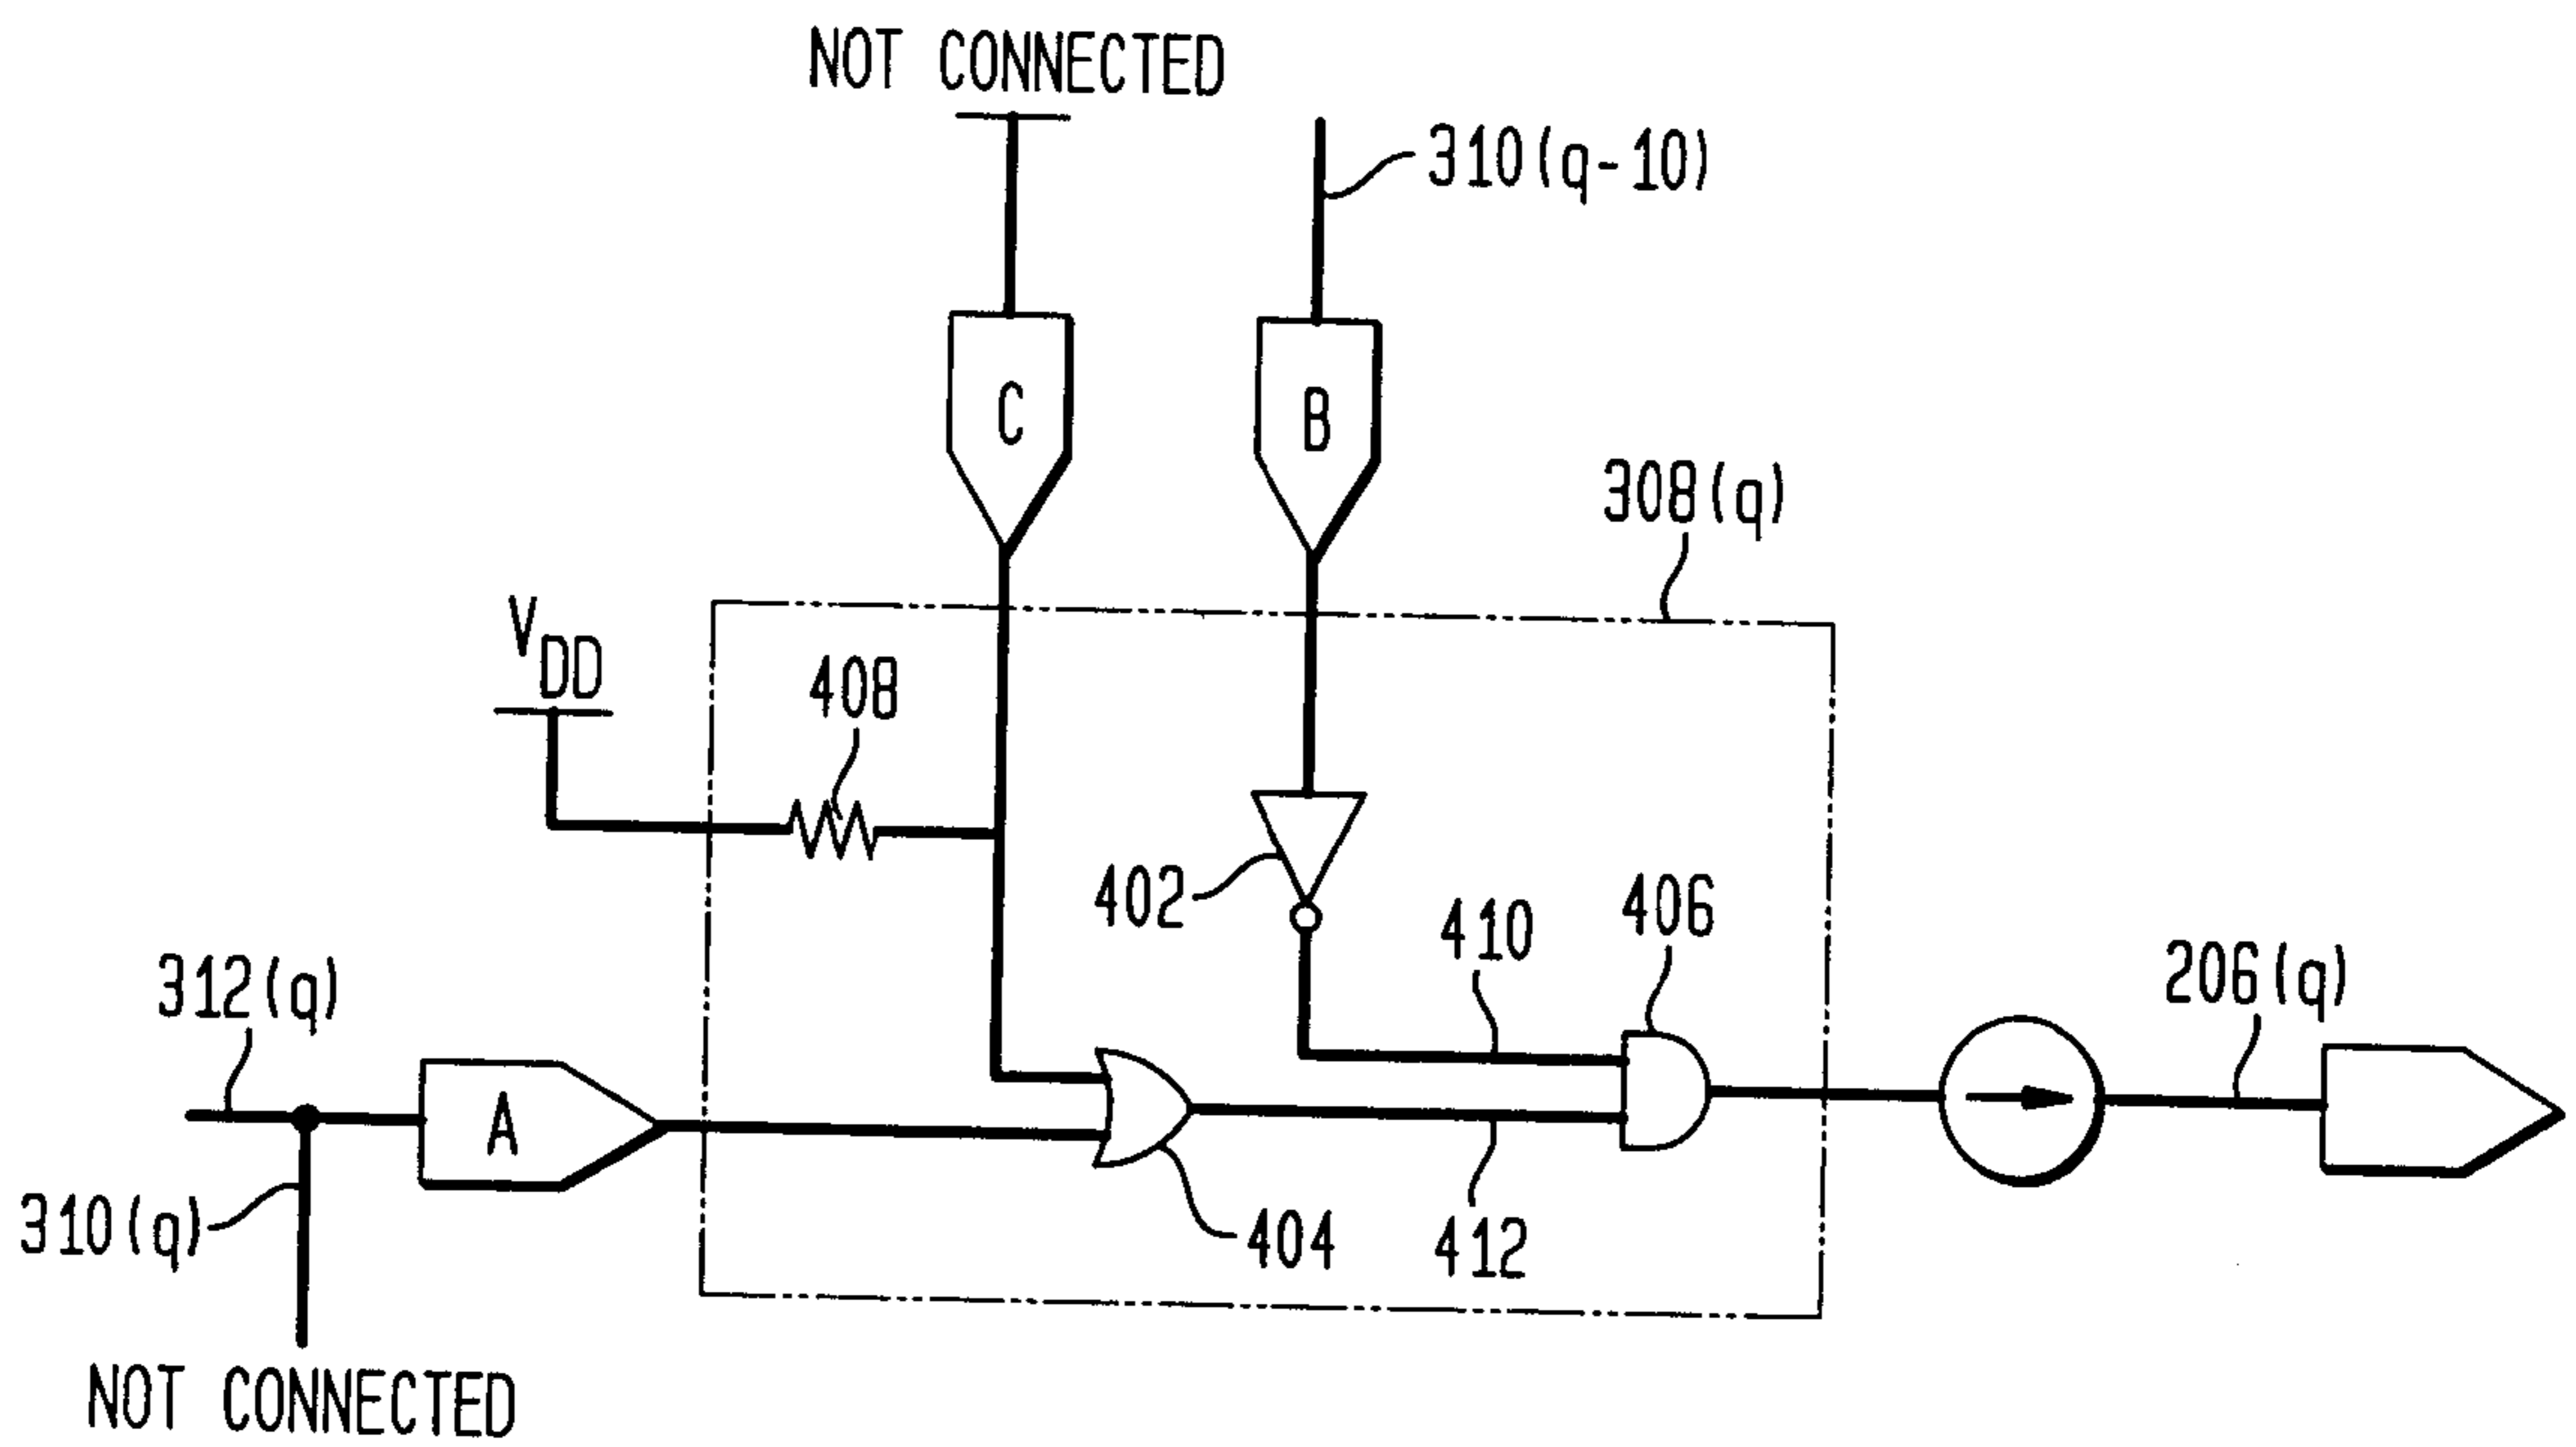 NOT CONNECTED
310(q-10)
C
B
308(q)
VDD
408
402
410
406
312(q)
206(q)
A
310(q)
404
412
NOT CONNECTED